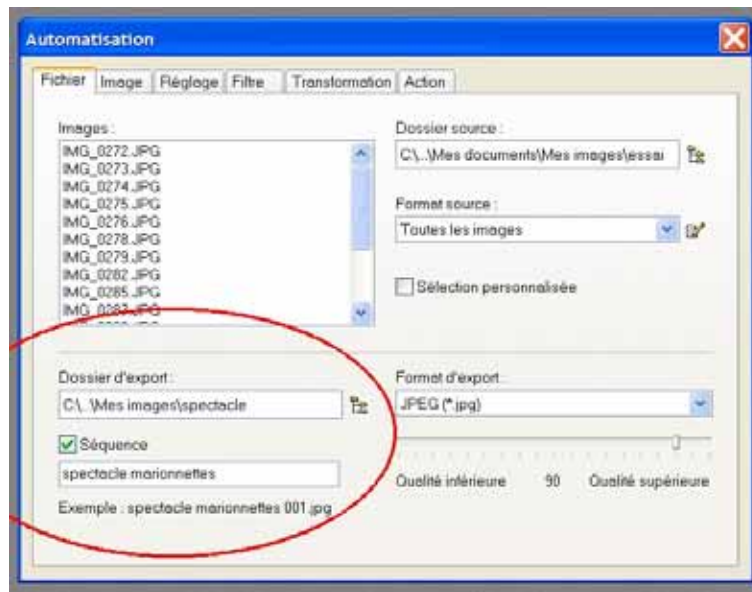 Automatisation
Fichier Image Réglage Filtre Transformation Action
Images :
IMG_0272.JPG
IMG_0273.JPG
IMG_0274.JPG
IMG_0275.JPG
IMG_0276.JPG
IMG_0278.JPG
IMG_0279.JPG
IMG_0282.JPG
IMG_0285.JPG
IMG_0287.JPG
Dossier source :
C:\..\Mes documents\Mes images\essai
Format source :
Toutes les images
Sélection personnalisée
Dossier d'export :
C:\..\Mes images\spectacle
Séquence
spectacle marionnettes
Exemple : spectacle marionnettes 001.jpg
Format d'export :
JPEG (*.jpg)
Qualité inférieure 90 Qualité supérieure